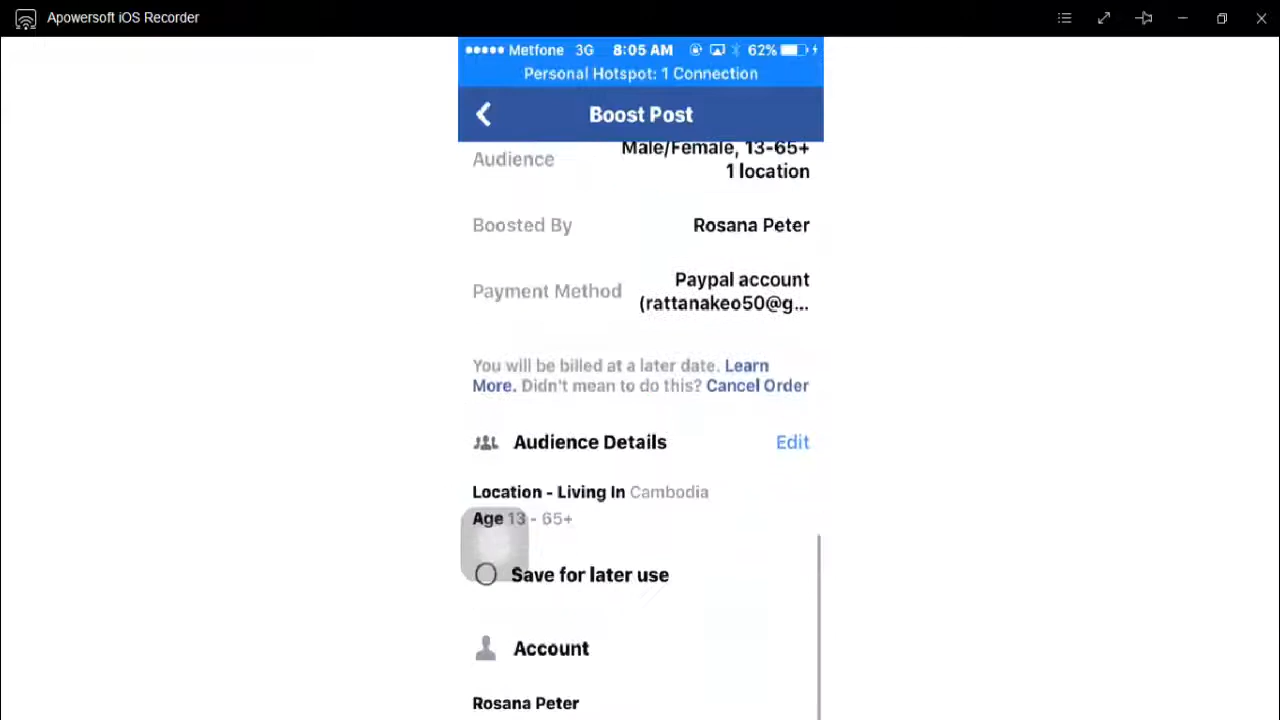 Apowersoft iOS Recorder
Metfone 3G 8:05 AM 62%
Personal Hotspot: 1 Connection
Boost Post
Audience
Male/Female, 13-65+
1 location
Boosted By Rosana Peter
Payment Method
Paypal account
(rattanakeo50@g...
You will be billed at a later date. Learn
More. Didn't mean to do this? Cancel Order
Audience Details Edit
Location - Living In Cambodia
Age 13 - 65+
Save for later use
Account
Rosana Peter